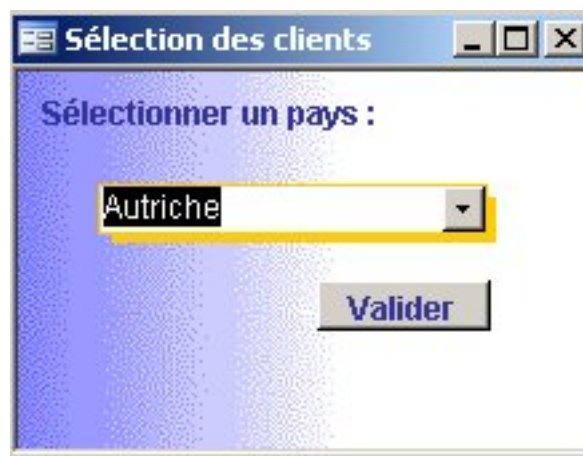 Sélection des clients
Sélectionner un pays :
Autriche
Valider